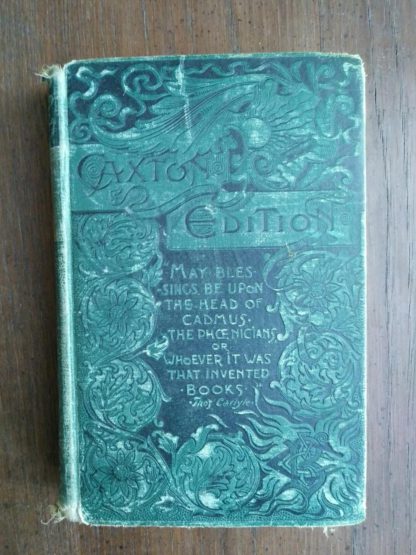 CAXTON
EDITION
MAY BLES-
SINGS BE UPON
THE HEAD OF
CADMUS,
THE PHŒNICIANS
OR
WHOEVER IT WAS
THAT INVENTED
BOOKS
Thos Carlyle